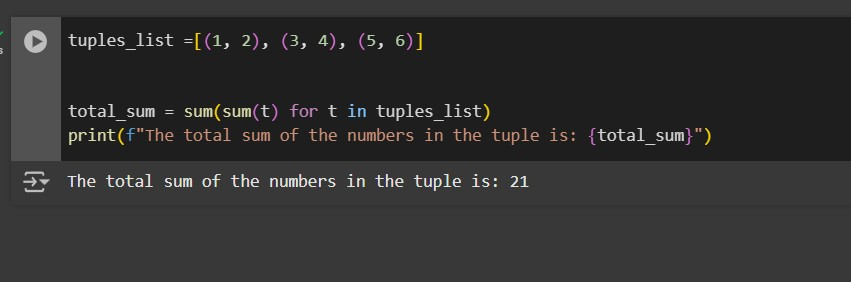 tuples_list =[(1, 2), (3, 4), (5, 6)]
total_sum = sum(sum(t) for t in tuples_list)
print(f"The total sum of the numbers in the tuple is: {total_sum}")
The total sum of the numbers in the tuple is: 21